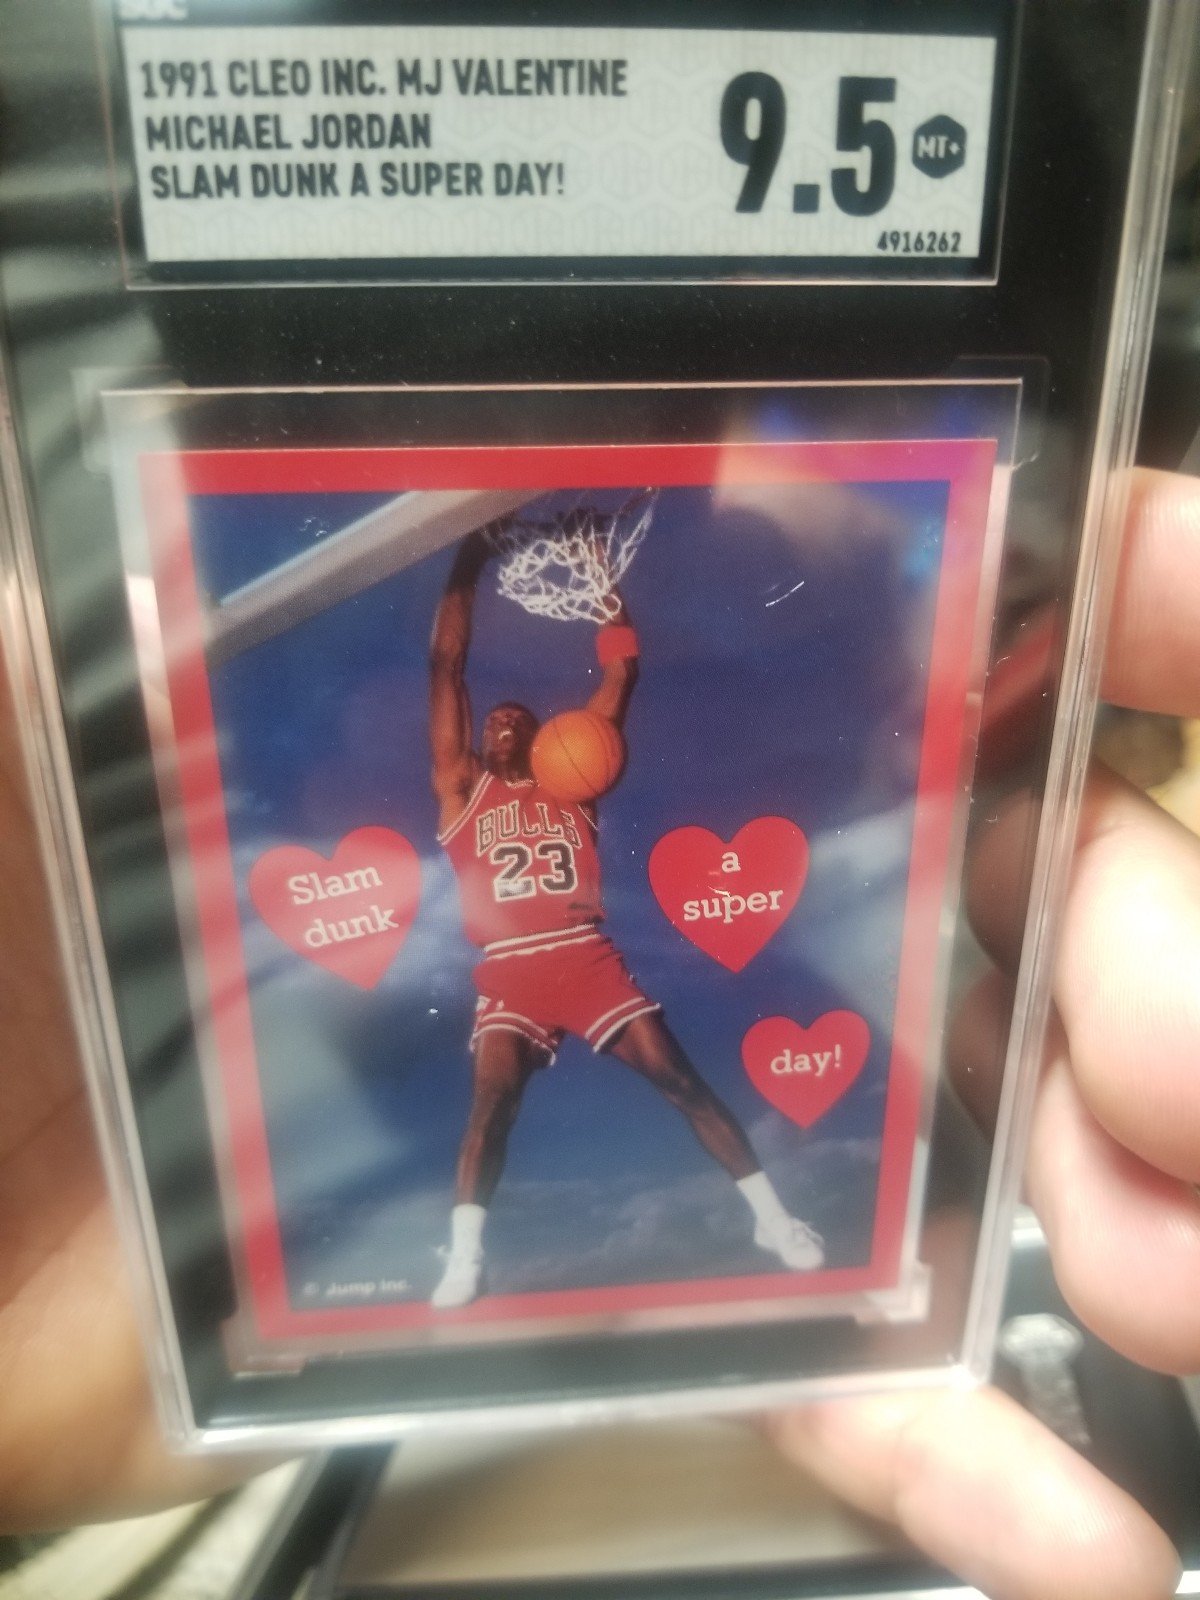 SGC
1991 CLEO INC. MJ VALENTINE
MICHAEL JORDAN
SLAM DUNK A SUPER DAY!
9.5
MT+
4916262
BULLS
23
Slam
dunk
a
super
day!
© Jump Inc.